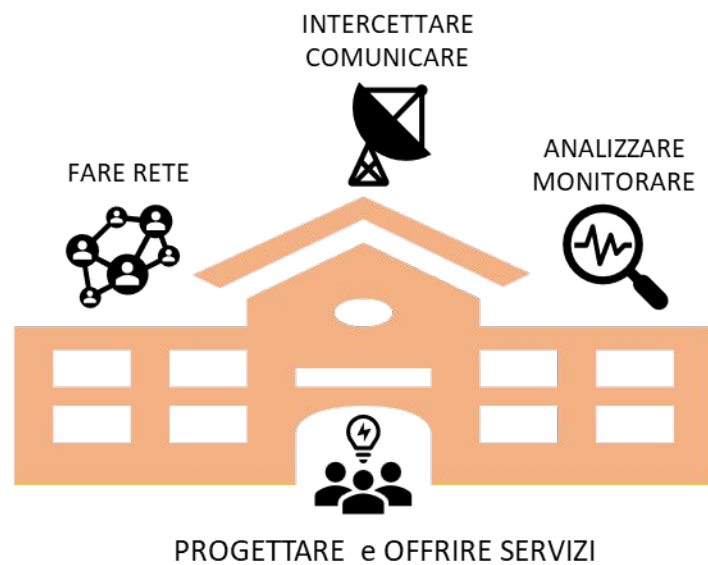 INTERCETTARE
COMUNICARE
FARE RETE
ANALIZZARE
MONITORARE
PROGETTARE e OFFRIRE SERVIZI